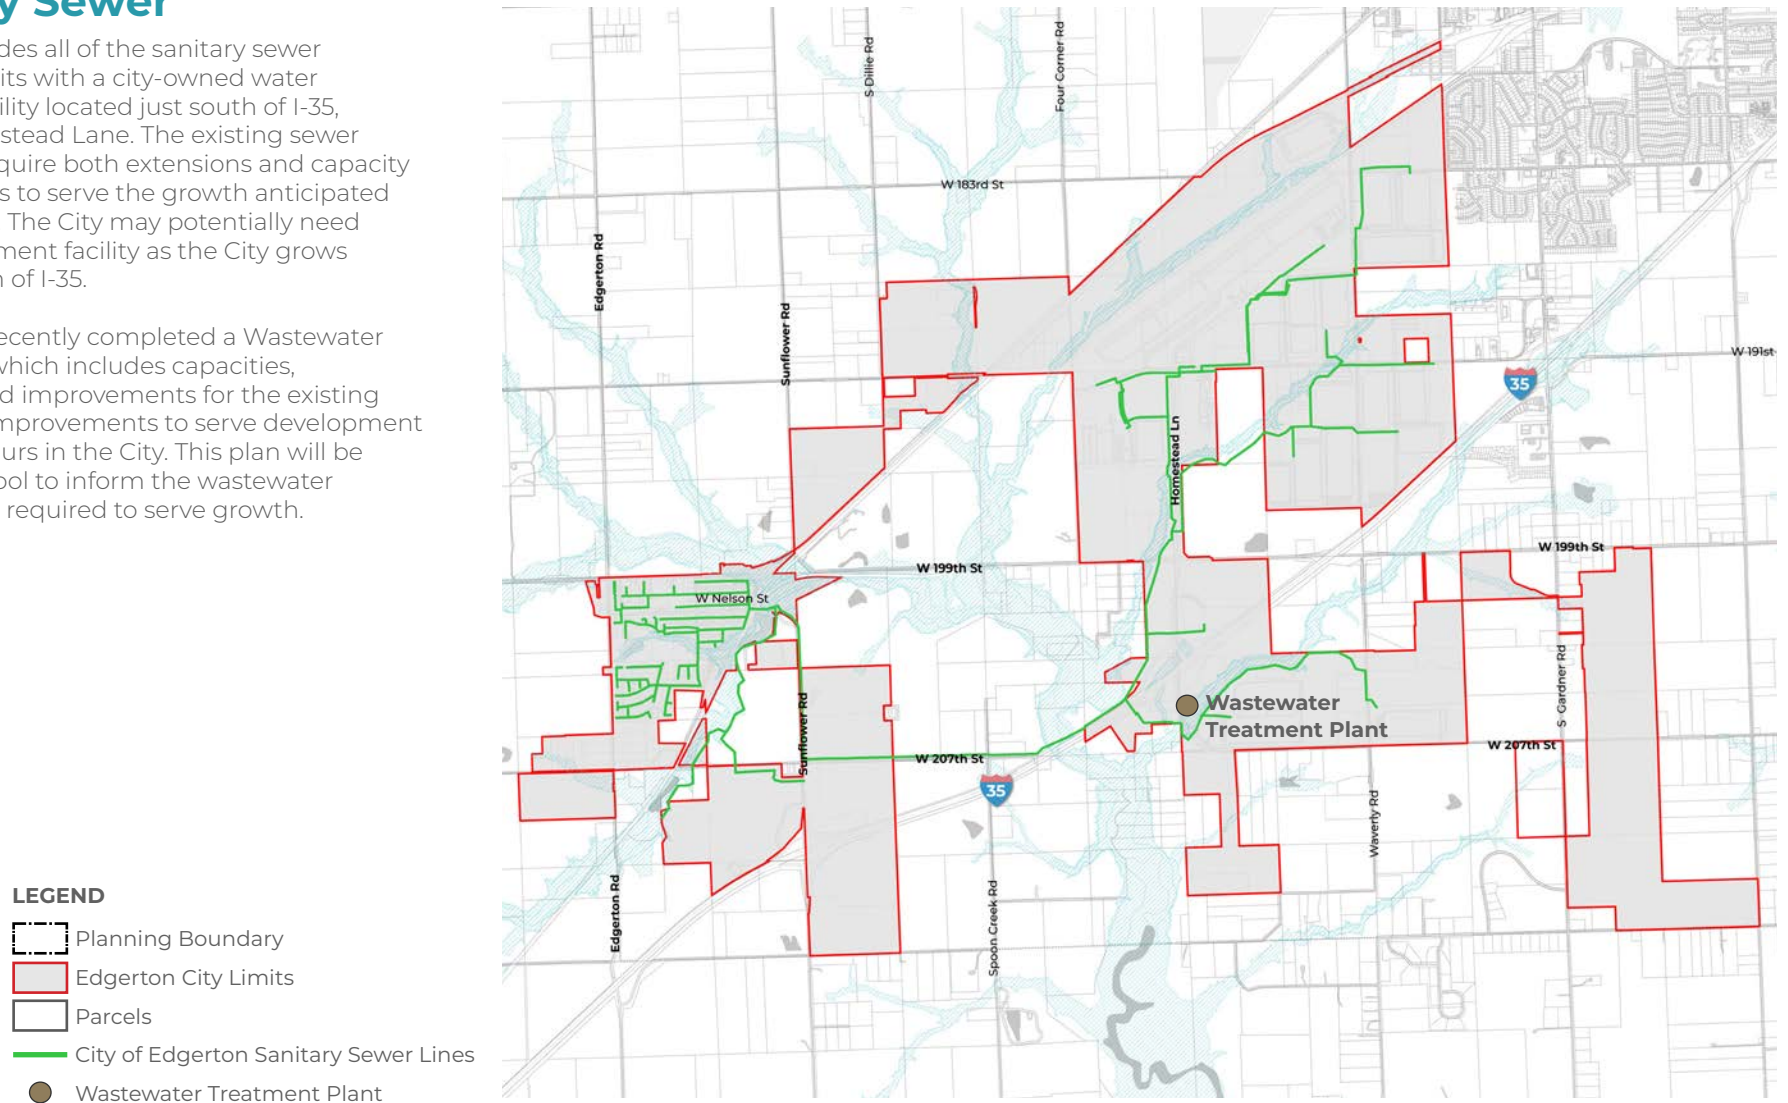 y Sewer
des all of the sanitary sewer
its with a city-owned water
ility located just south of I-35,
stead Lane. The existing sewer
quire both extensions and capacity
s to serve the growth anticipated
. The City may potentially need
ment facility as the City grows
n of I-35.
ecently completed a Wastewater
which includes capacities,
d improvements for the existing
mprovements to serve development
urs in the City. This plan will be
ool to inform the wastewater
required to serve growth.
LEGEND
Planning Boundary
Edgerton City Limits
Parcels
City of Edgerton Sanitary Sewer Lines
Wastewater Treatment Plant
S Dillie Rd
Four Corner Rd
W 183rd St
Edgerton Rd
Sunflower Rd
W 191st
35
Homestead Ln
W 199th St
W 199th St
W Nelson St
S Gardner Rd
Wastewater
Treatment Plant
Sunflower Rd
W 207th St
W 207th St
35
Waverly Rd
Edgerton Rd
Spoon Creek Rd